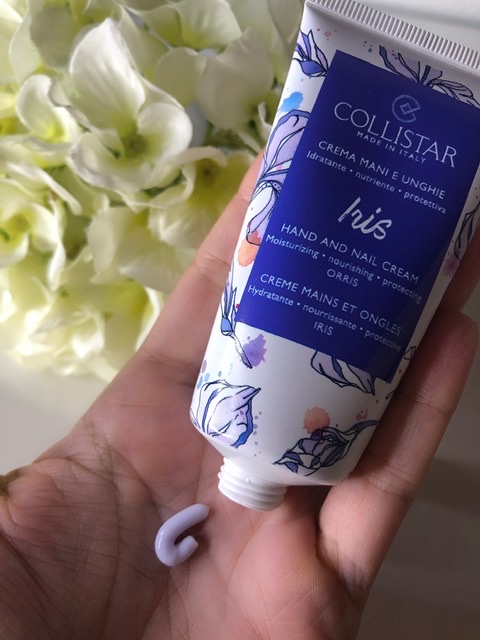 COLLISTAR
MADE IN ITALY
CREMA MANI E UNGHIE
Idratante • nutriente • protettiva
Iris
HAND AND NAIL CREAM
Moisturizing • nourishing • protecting
ORRIS
CREME MAINS ET ONGLES
Hydratante • nourrissante • protective
IRIS